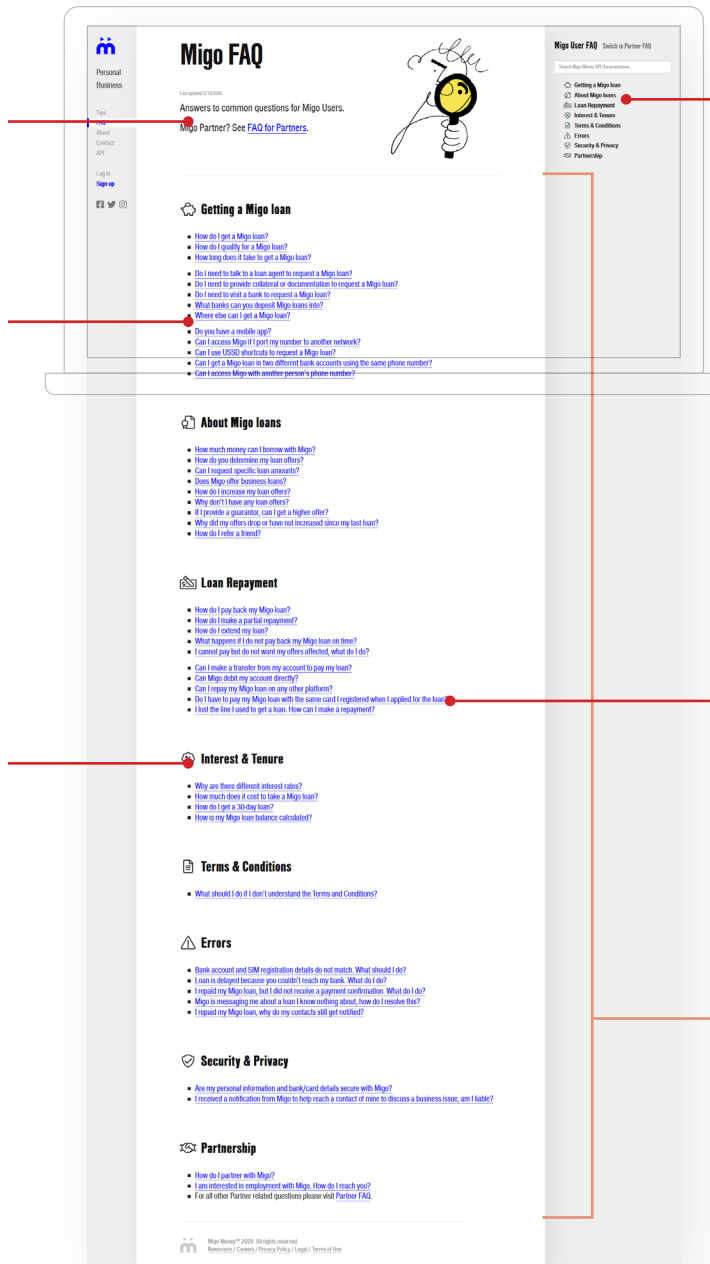 m
Personal
Business
Tips
FAQ
About
Contact
API
Log in
Sign up
Migo FAQ
Last updated 2/13/2020
Answers to common questions for Migo Users.
Migo Partner? See FAQ for Partners.
Migo User FAQ Switch to Partner FAQ
Search Migo Money API Documentation...
Getting a Migo loan
About Migo loans
Loan Repayment
Interest & Tenure
Terms & Conditions
Errors
Security & Privacy
Partnership
Getting a Migo loan
How do I get a Migo loan?
How do I qualify for a Migo loan?
How long does it take to get a Migo loan?
Do I need to talk to a loan agent to request a Migo loan?
Do I need to provide collateral or documentation to request a Migo loan?
Do I need to visit a bank to request a Migo loan?
What banks can you deposit Migo loans into?
Where else can I get a Migo loan?
Do you have a mobile app?
Can I access Migo if I port my number to another network?
Can I use USSD shortcuts to request a Migo loan?
Can I get a Migo loan in two different bank accounts using the same phone number?
Can I access Migo with another person's phone number?
About Migo loans
How much money can I borrow with Migo?
How do you determine my loan offers?
Can I request specific loan amounts?
Does Migo offer business loans?
How do I increase my loan offers?
Why don't I have any loan offers?
If I provide a guarantor, can I get a higher offer?
Why did my offers drop or have not increased since my last loan?
How do I refer a friend?
Loan Repayment
How do I pay back my Migo loan?
How do I make a partial repayment?
How do I extend my loan?
What happens if I do not pay back my Migo loan on time?
I cannot pay but do not want my offers affected, what do I do?
Can I make a transfer from my account to pay my loan?
Can Migo debit my account directly?
Can I repay my Migo loan on any other platform?
Do I have to pay my Migo loan with the same card I registered when I applied for the loan?
I lost the line I used to get a loan. How can I make a repayment?
Interest & Tenure
Why are there different interest rates?
How much does it cost to take a Migo loan?
How do I get a 30-day loan?
How is my Migo loan balance calculated?
Terms & Conditions
What should I do if I don't understand the Terms and Conditions?
Errors
Bank account and SIM registration details do not match. What should I do?
Loan is delayed because you couldn't reach my bank. What do I do?
I repaid my Migo loan, but I did not receive a payment confirmation. What do I do?
Migo is messaging me about a loan I know nothing about, how do I resolve this?
I repaid my Migo loan, why do my contacts still get notified?
Security & Privacy
Are my personal information and bank/card details secure with Migo?
I received a notification from Migo to help reach a contact of mine to discuss a business issue, am I liable?
Partnership
How do I partner with Migo?
I am interested in employment with Migo. How do I reach you?
For all other Partner related questions please visit Partner FAQ.
m
Migo Money™ 2020. All rights reserved.
Newsroom / Careers / Privacy Policy / Legal / Terms of Use